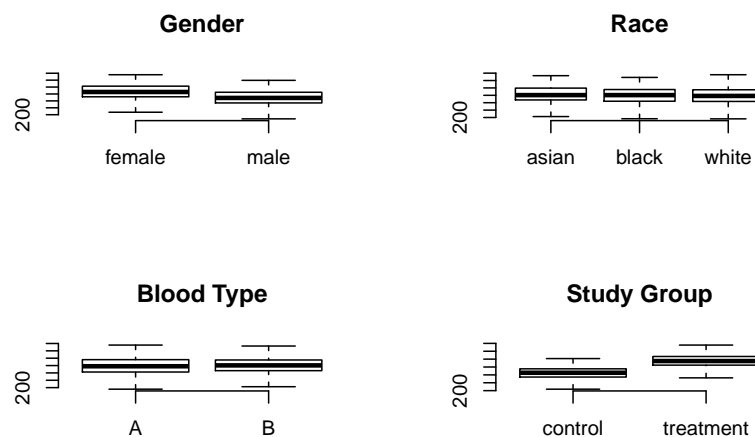 Gender
200
female male
Race
200
asian black white
Blood Type
200
A B
Study Group
200
control treatment